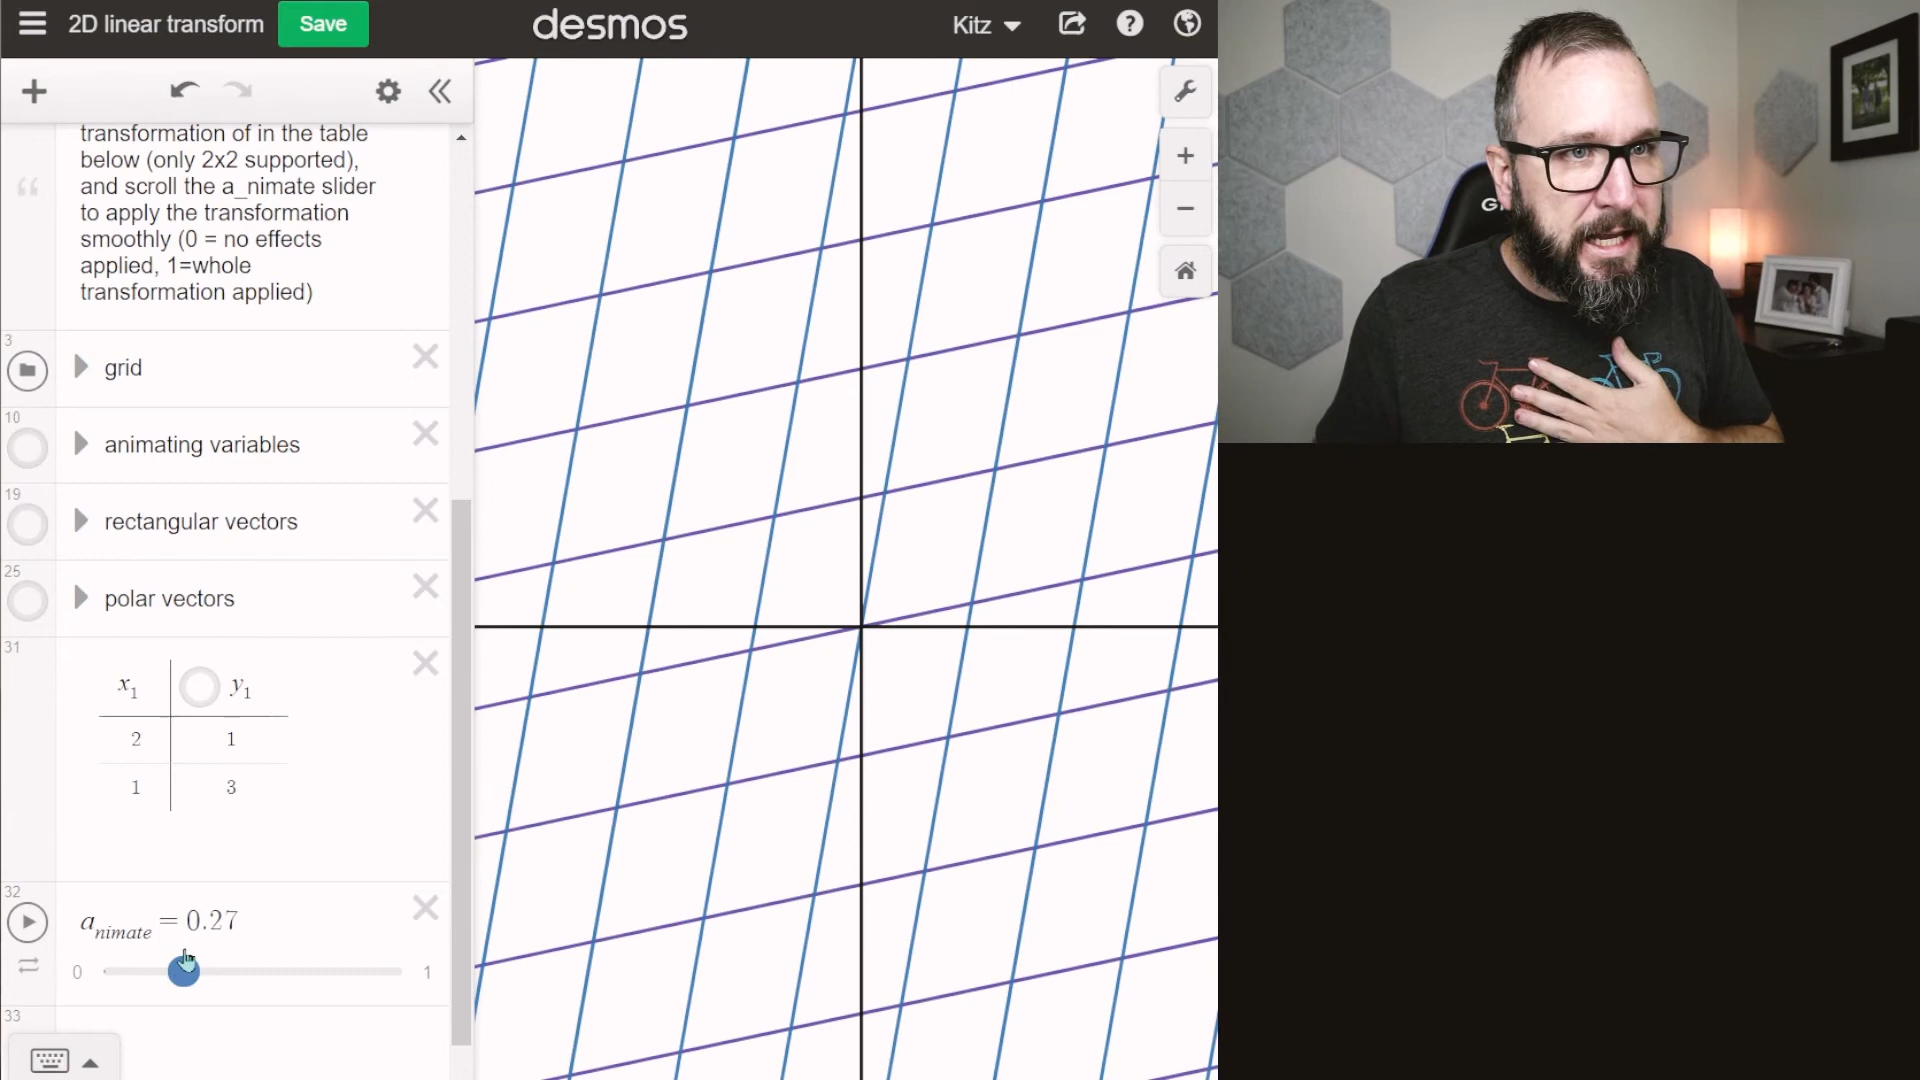 2D linear transform
Save
desmos
Kitz
transformation of in the table
below (only 2x2 supported),
and scroll the a_nimate slider
to apply the transformation
smoothly (0 = no effects
applied, 1=whole
transformation applied)
3
grid
10
animating variables
19
rectangular vectors
25
polar vectors
31
x₁ y₁
2 1
1 3
32
a_nimate = 0.27
0 1
33